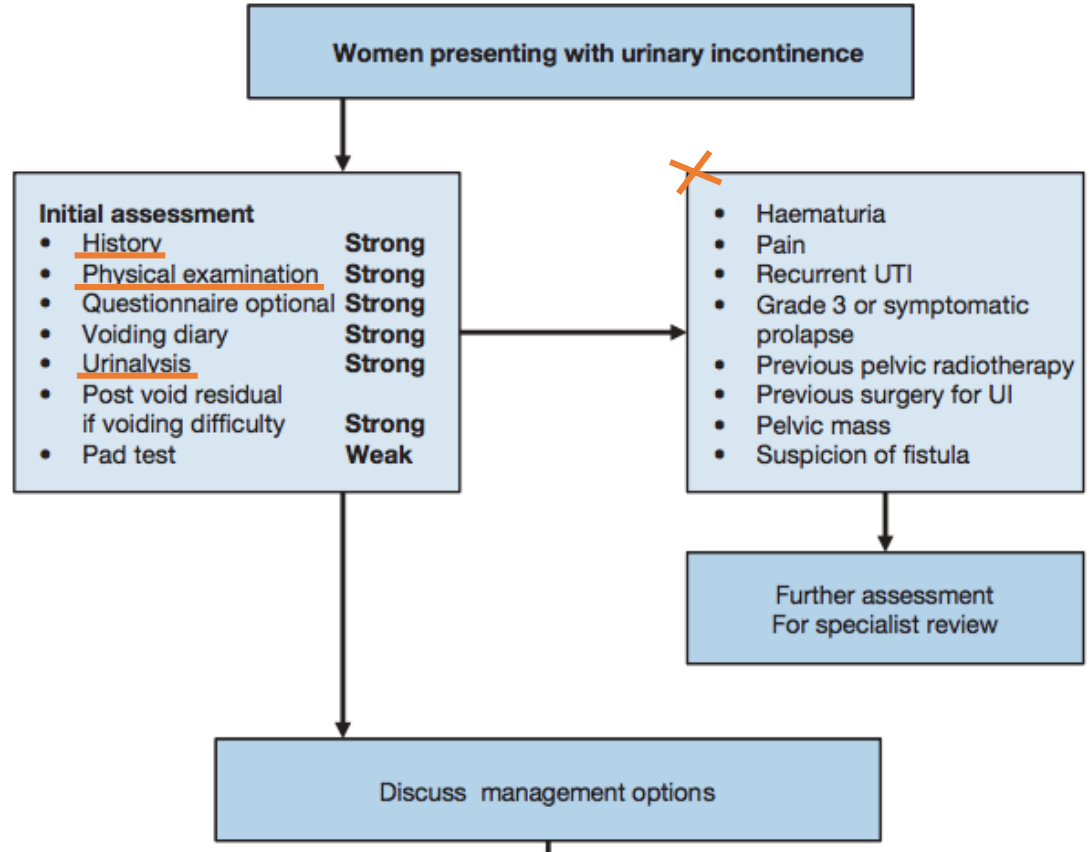 Women presenting with urinary incontinence
Initial assessment
• History Strong
• Physical examination Strong
• Questionnaire optional Strong
• Voiding diary Strong
• Urinalysis Strong
• Post void residual
if voiding difficulty Strong
• Pad test Weak
• Haematuria
• Pain
• Recurrent UTI
• Grade 3 or symptomatic
prolapse
• Previous pelvic radiotherapy
• Previous surgery for UI
• Pelvic mass
• Suspicion of fistula
Further assessment
For specialist review
Discuss management options